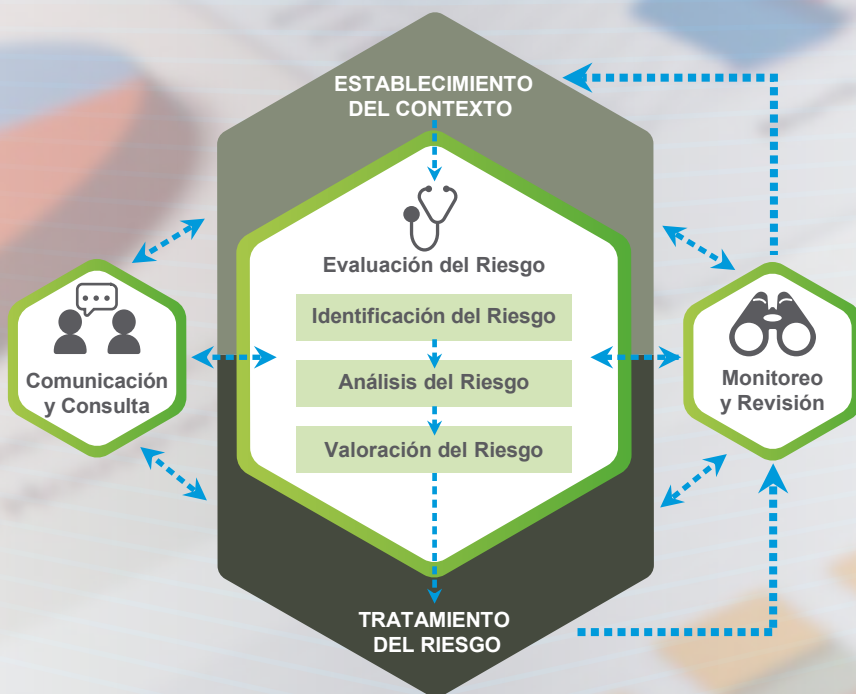 ESTABLECIMIENTO
DEL CONTEXTO
Evaluación del Riesgo
Identificación del Riesgo
Análisis del Riesgo
Valoración del Riesgo
Comunicación
y Consulta
Monitoreo
y Revisión
TRATAMIENTO
DEL RIESGO